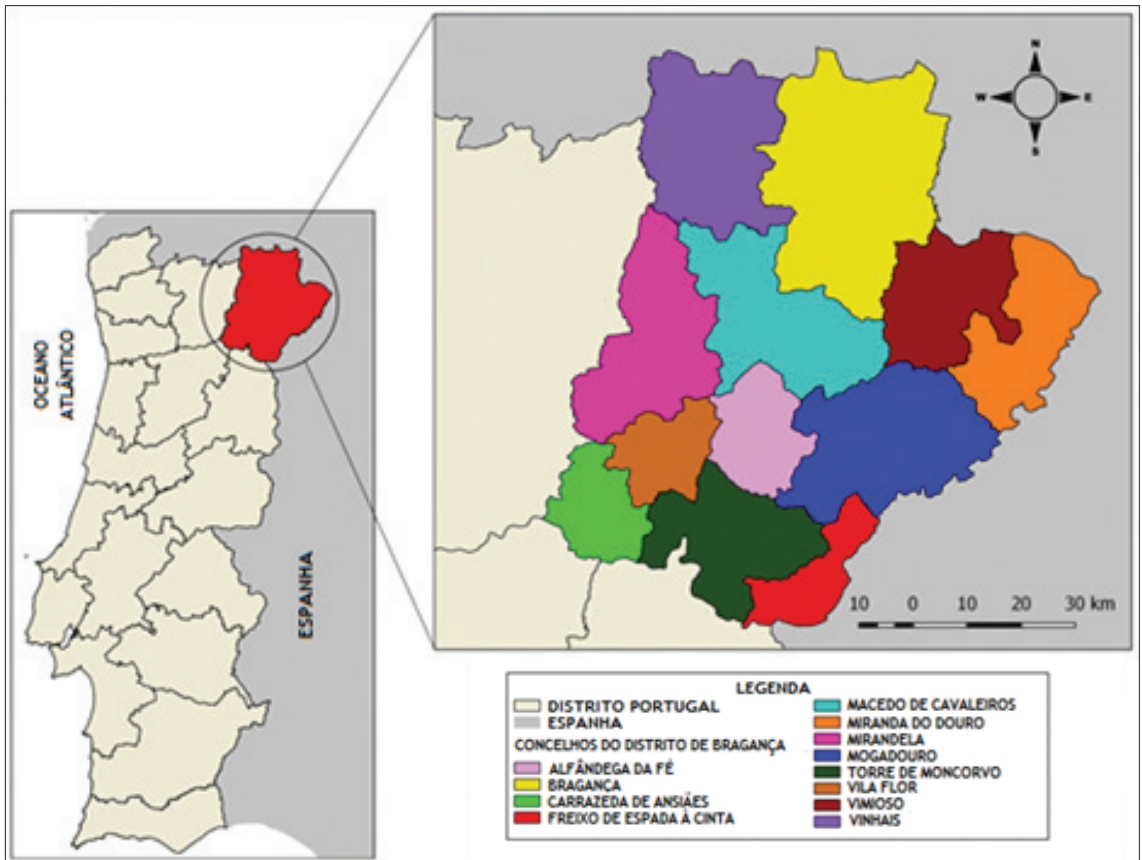 N
W E
S
OCEANO
ATLÂNTICO
ESPANHA
10 0 10 20 30 km
LEGENDA
DISTRITO PORTUGAL
ESPANHA
CONCELHOS DO DISTRITO DE BRAGANÇA
ALFÂNDEGA DA FÉ
BRAGANÇA
CARRAZEDA DE ANSIÃES
FREIXO DE ESPADA À CINTA
MACEDO DE CAVALEIROS
MIRANDA DO DOURO
MIRANDELA
MOGADOURO
TORRE DE MONCORVO
VILA FLOR
VIMIOSO
VINHAIS